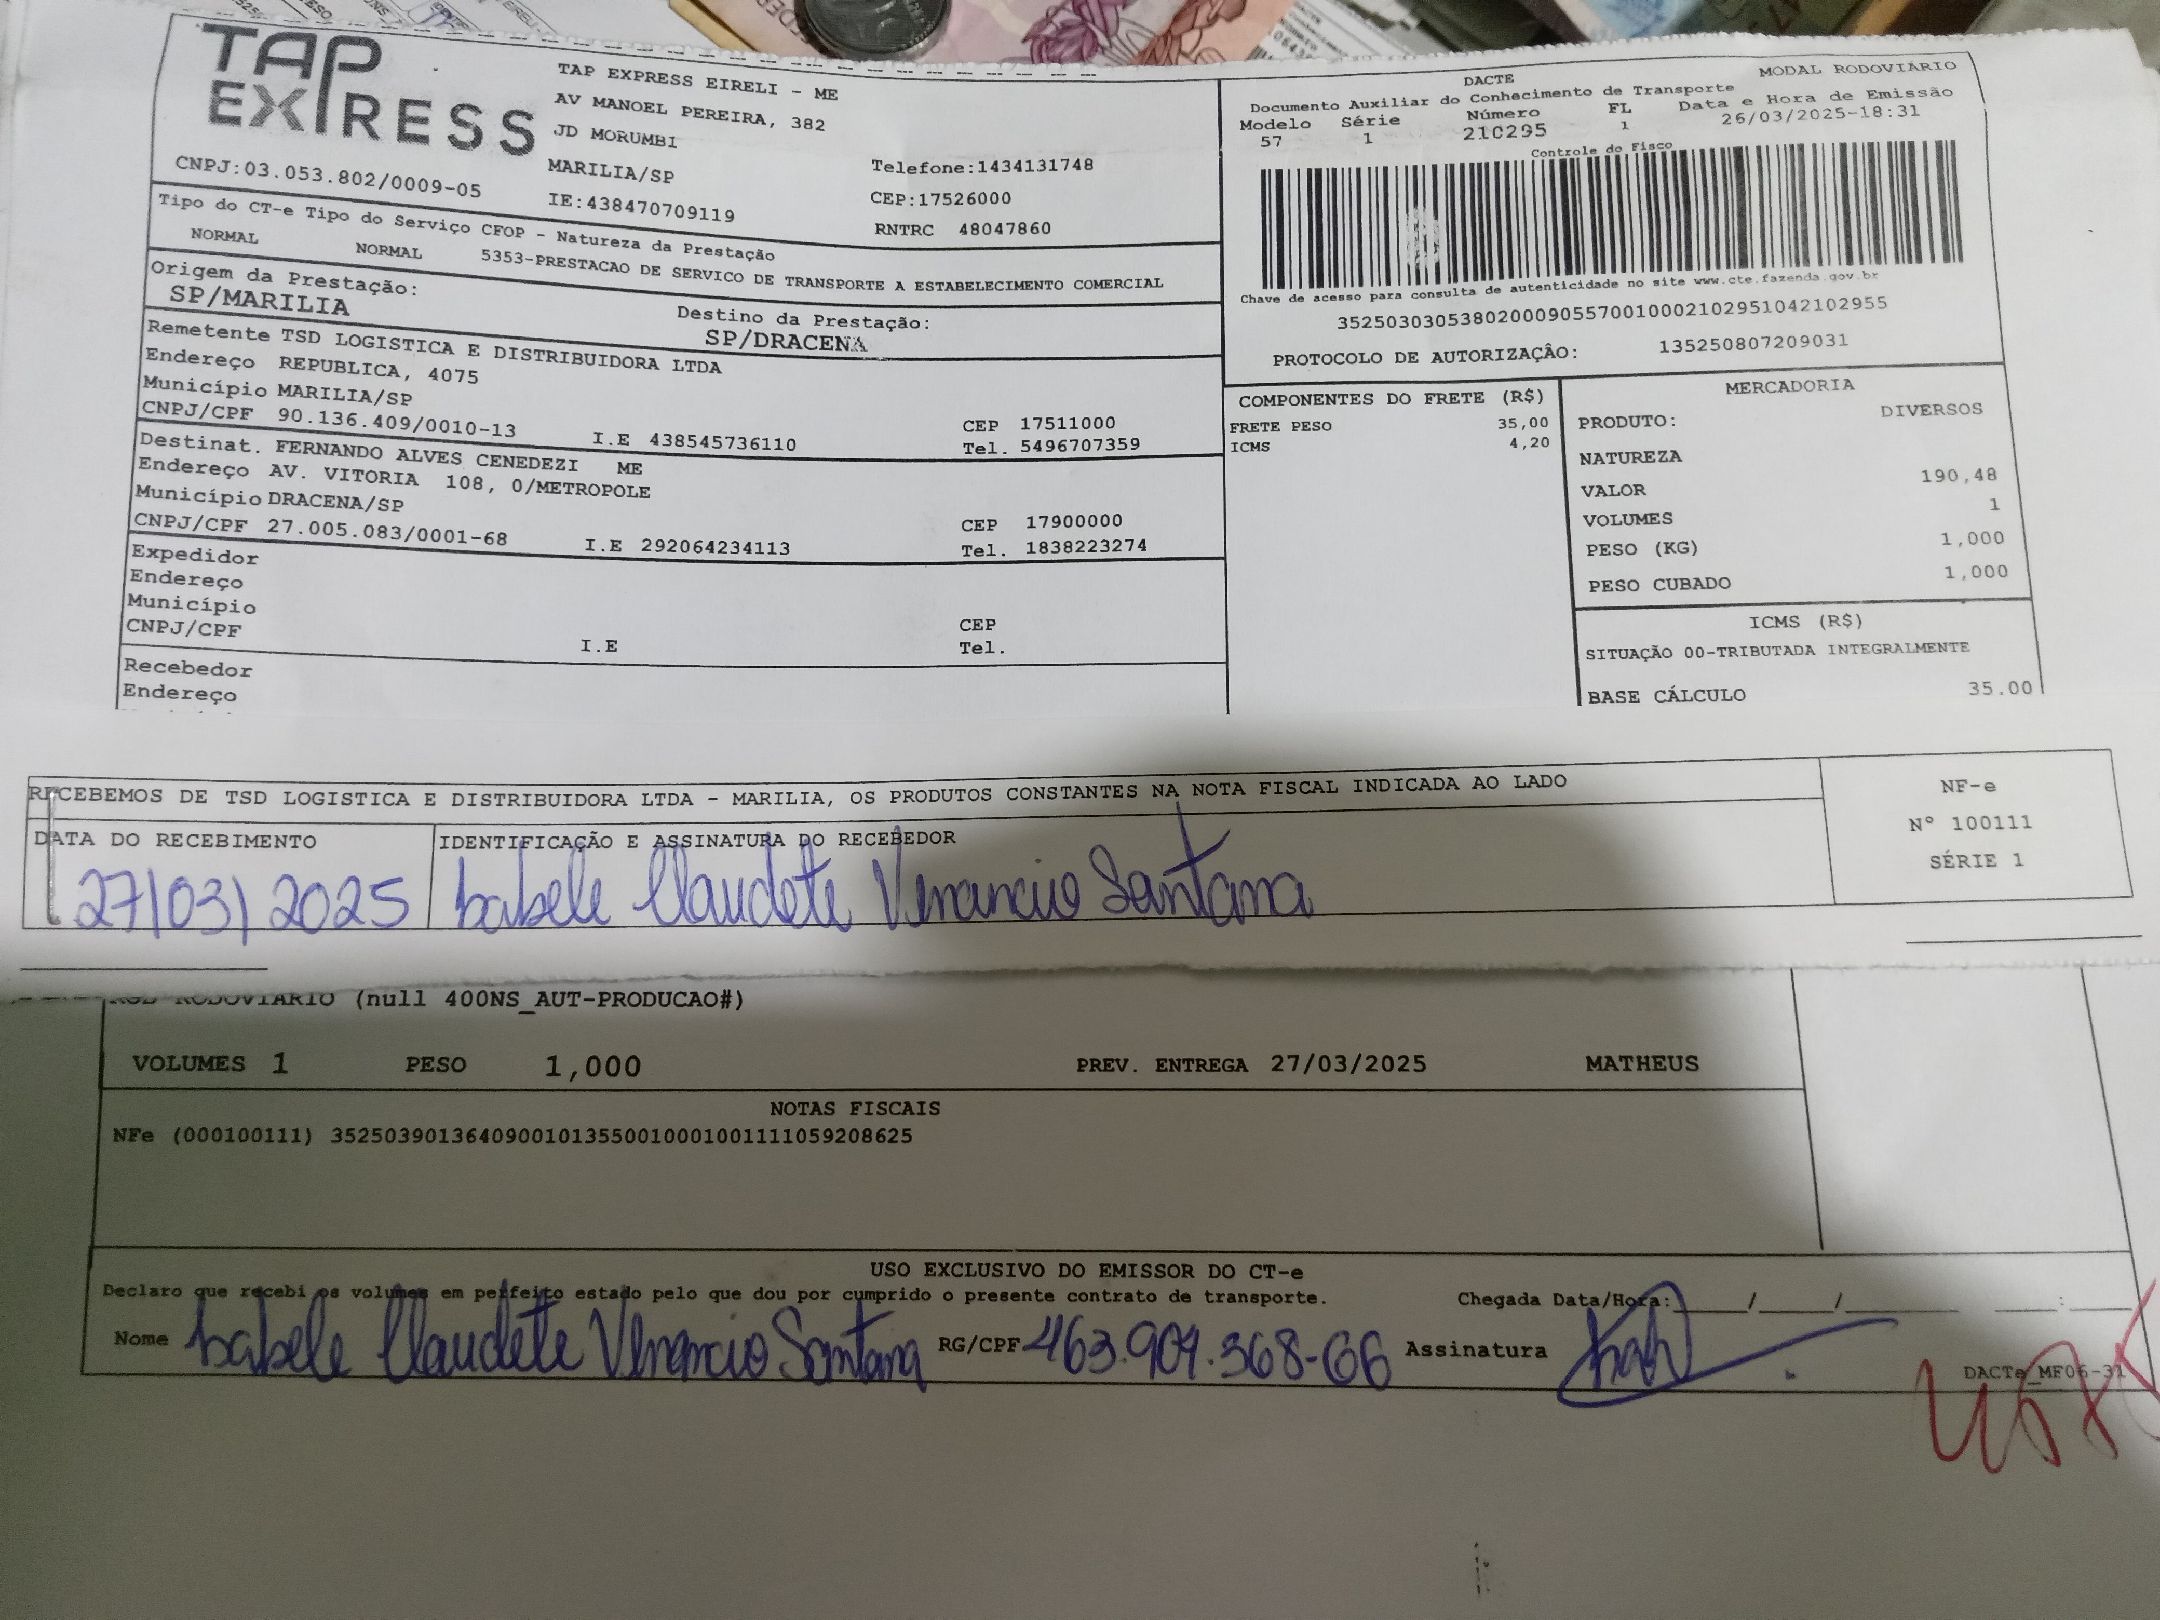 TAP
EXPRESS
TAP EXPRESS EIRELI - ME
AV MANOEL PEREIRA, 382
JD MORUMBI
MARILIA/SP Telefone:1434131748
CNPJ:03.053.802/0009-05 IE:438470709119 CEP:17526000
RNTRC 48047860
DACTE MODAL RODOVIÁRIO
Documento Auxiliar do Conhecimento de Transporte
Modelo Série Número FL Data e Hora de Emissão
57 1 210295 1 26/03/2025-18:31
Controle do Fisco
Chave de acesso para consulta de autenticidade no site www.cte.fazenda.gov.br
35250303053802000905570010002102951042102955
PROTOCOLO DE AUTORIZAÇÃO: 135250807209031
Tipo do CT-e Tipo do Serviço CFOP - Natureza da Prestação
NORMAL NORMAL 5353-PRESTACAO DE SERVICO DE TRANSPORTE A ESTABELECIMENTO COMERCIAL
Origem da Prestação: Destino da Prestação:
SP/MARILIA SP/DRACENA
Remetente TSD LOGISTICA E DISTRIBUIDORA LTDA
Endereço REPUBLICA, 4075
Município MARILIA/SP CEP 17511000
CNPJ/CPF 90.136.409/0010-13 I.E 438545736110 Tel. 5496707359
Destinat. FERNANDO ALVES CENEDEZI ME
Endereço AV. VITORIA 108, 0/METROPOLE
Município DRACENA/SP CEP 17900000
CNPJ/CPF 27.005.083/0001-68 I.E 292064234113 Tel. 1838223274
Expedidor
Endereço
Município CEP
CNPJ/CPF I.E Tel.
Recebedor
Endereço
COMPONENTES DO FRETE (R$)
FRETE PESO 35,00
ICMS 4,20
MERCADORIA
PRODUTO: DIVERSOS
NATUREZA
VALOR 190,48
VOLUMES 1
PESO (KG) 1,000
PESO CUBADO 1,000
ICMS (R$)
SITUAÇÃO 00-TRIBUTADA INTEGRALMENTE
BASE CÁLCULO 35.00
RECEBEMOS DE TSD LOGISTICA E DISTRIBUIDORA LTDA - MARILIA, OS PRODUTOS CONSTANTES NA NOTA FISCAL INDICADA AO LADO
DATA DO RECEBIMENTO IDENTIFICAÇÃO E ASSINATURA DO RECEBEDOR
27/03/2025 Isabele Claudete Venancio Santana
NF-e
Nº 100111
SÉRIE 1
RODOVIARIO (null 400NS_AUT-PRODUCAO#)
VOLUMES 1 PESO 1,000 PREV. ENTREGA 27/03/2025 MATHEUS
NOTAS FISCAIS
NFe (000100111) 35250390136409001013550010001001111059208625
USO EXCLUSIVO DO EMISSOR DO CT-e
Declaro que recebi os volumes em perfeito estado pelo que dou por cumprido o presente contrato de transporte. Chegada Data/Hora: ____/____/______ ____:____
Nome Isabele Claudete Venancio Santana RG/CPF 463.909.368-66 Assinatura
DACTe_MF06-31